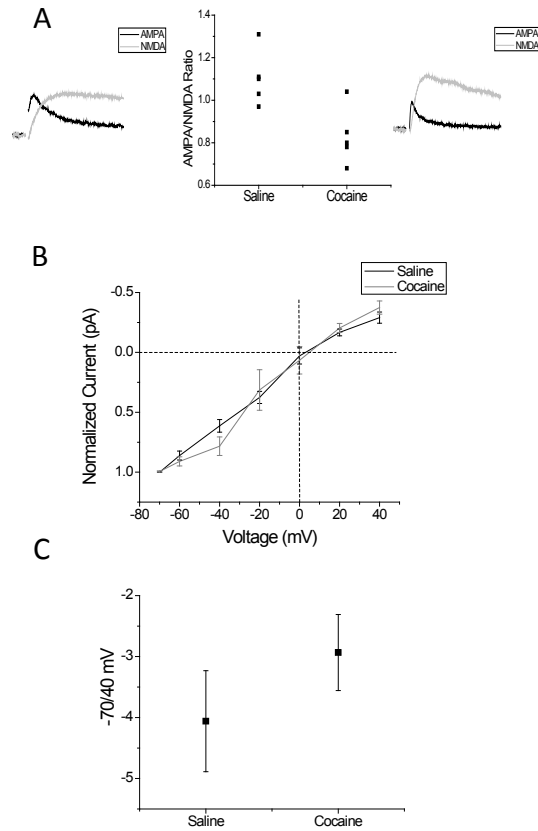 A
AMPA
NMDA
AMPA/NMDA Ratio
1.4
1.2
1.0
0.8
0.6
Saline
Cocaine
AMPA
NMDA
B
Saline
Cocaine
Normalized Current (pA)
-0.5
0.0
0.5
1.0
-80 -60 -40 -20 0 20 40
Voltage (mV)
C
-70/40 mV
-2
-3
-4
-5
Saline
Cocaine